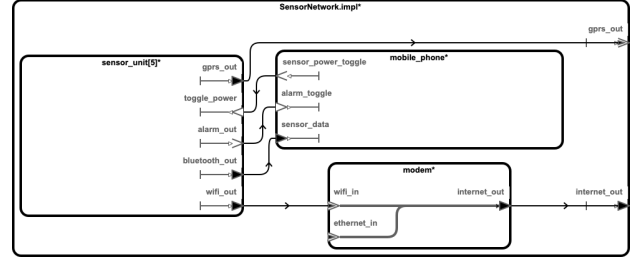 SensorNetwork.impl*
gprs_out
sensor_unit[5]*
gprs_out
toggle_power
alarm_out
bluetooth_out
wifi_out
mobile_phone*
sensor_power_toggle
alarm_toggle
sensor_data
modem*
wifi_in
internet_out
ethernet_in
internet_out